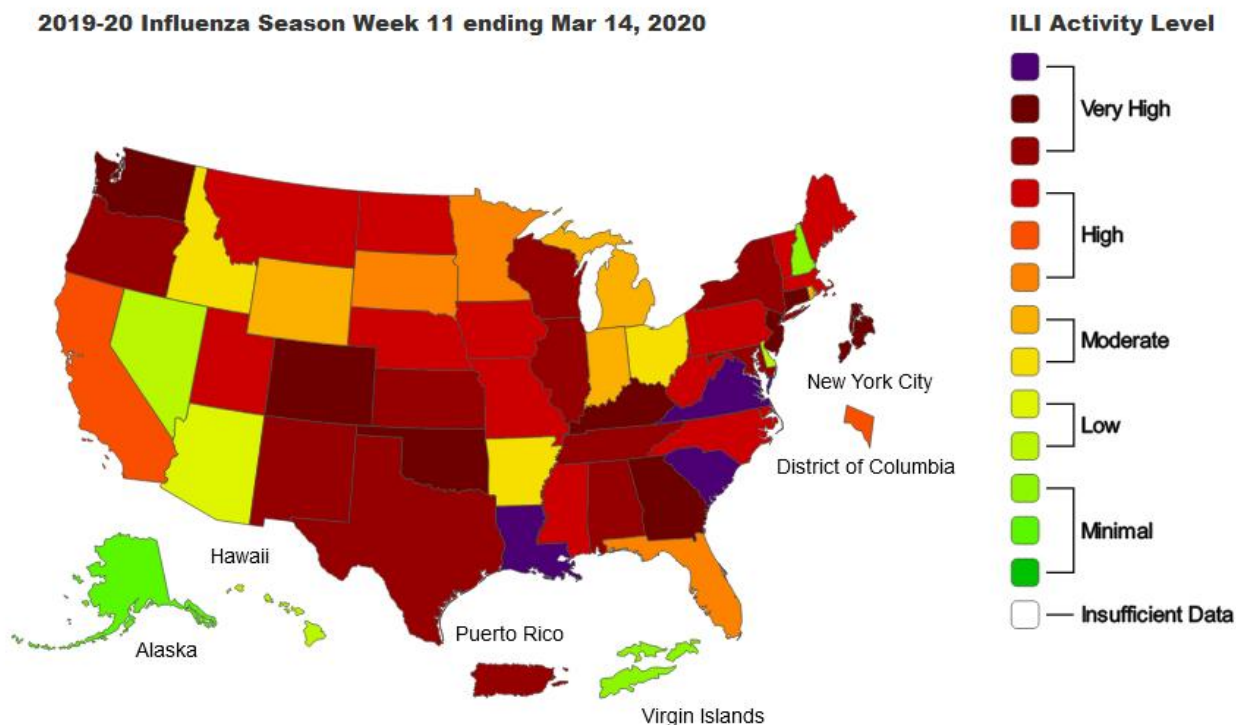 2019-20 Influenza Season Week 11 ending Mar 14, 2020
ILI Activity Level
Very High
High
Moderate
Low
Minimal
Insufficient Data
New York City
District of Columbia
Hawaii
Alaska
Puerto Rico
Virgin Islands